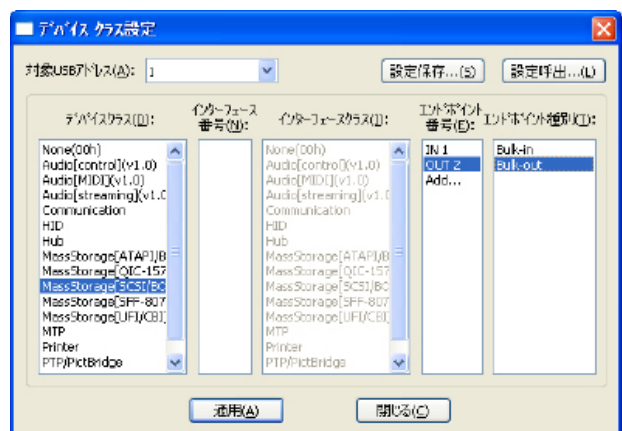 デバイス クラス設定
対象USBアドレス(A): 1
設定保存...(S)
設定呼出...(L)
デバイスクラス(D):
インターフェース
番号(N):
インターフェースクラス(I):
エンドポイント
番号(E):
エンドポイント種別(T):
None(00h)
Audio[control](v1.0)
Audio[MIDI](v1.0)
Audio[streaming](v1.0
Communication
HID
Hub
MassStorage[ATAPI/B
MassStorage[QIC-157
MassStorage[SCSI/BO
MassStorage[SFF-807
MassStorage[UFI/CBI]
MTP
Printer
PTP/PictBridge
None(00h)
Audio[control](v1.0)
Audio[MIDI](v1.0)
Audio[streaming](v1.0
Communication
HID
Hub
MassStorage[ATAPI/B
MassStorage[QIC-157
MassStorage[SCSI/BO
MassStorage[SFF-807
MassStorage[UFI/CBI]
MTP
Printer
PTP/PictBridge
IN 1
OUT 2
Add...
Bulk-in
Bulk-out
適用(A)
閉じる(C)